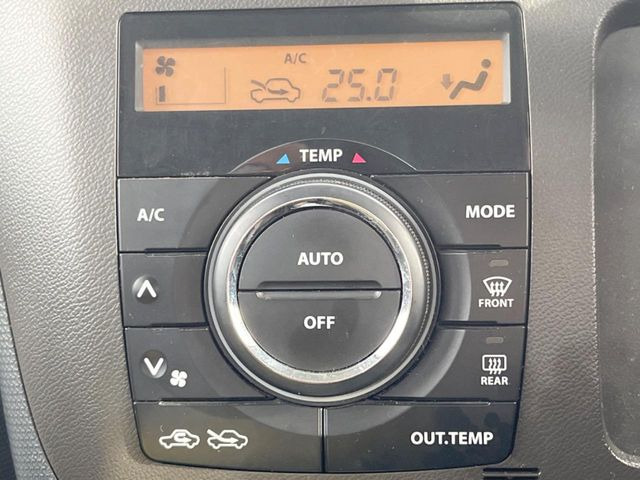 A/C
25.0
TEMP
A/C
MODE
AUTO
FRONT
OFF
REAR
OUT.TEMP